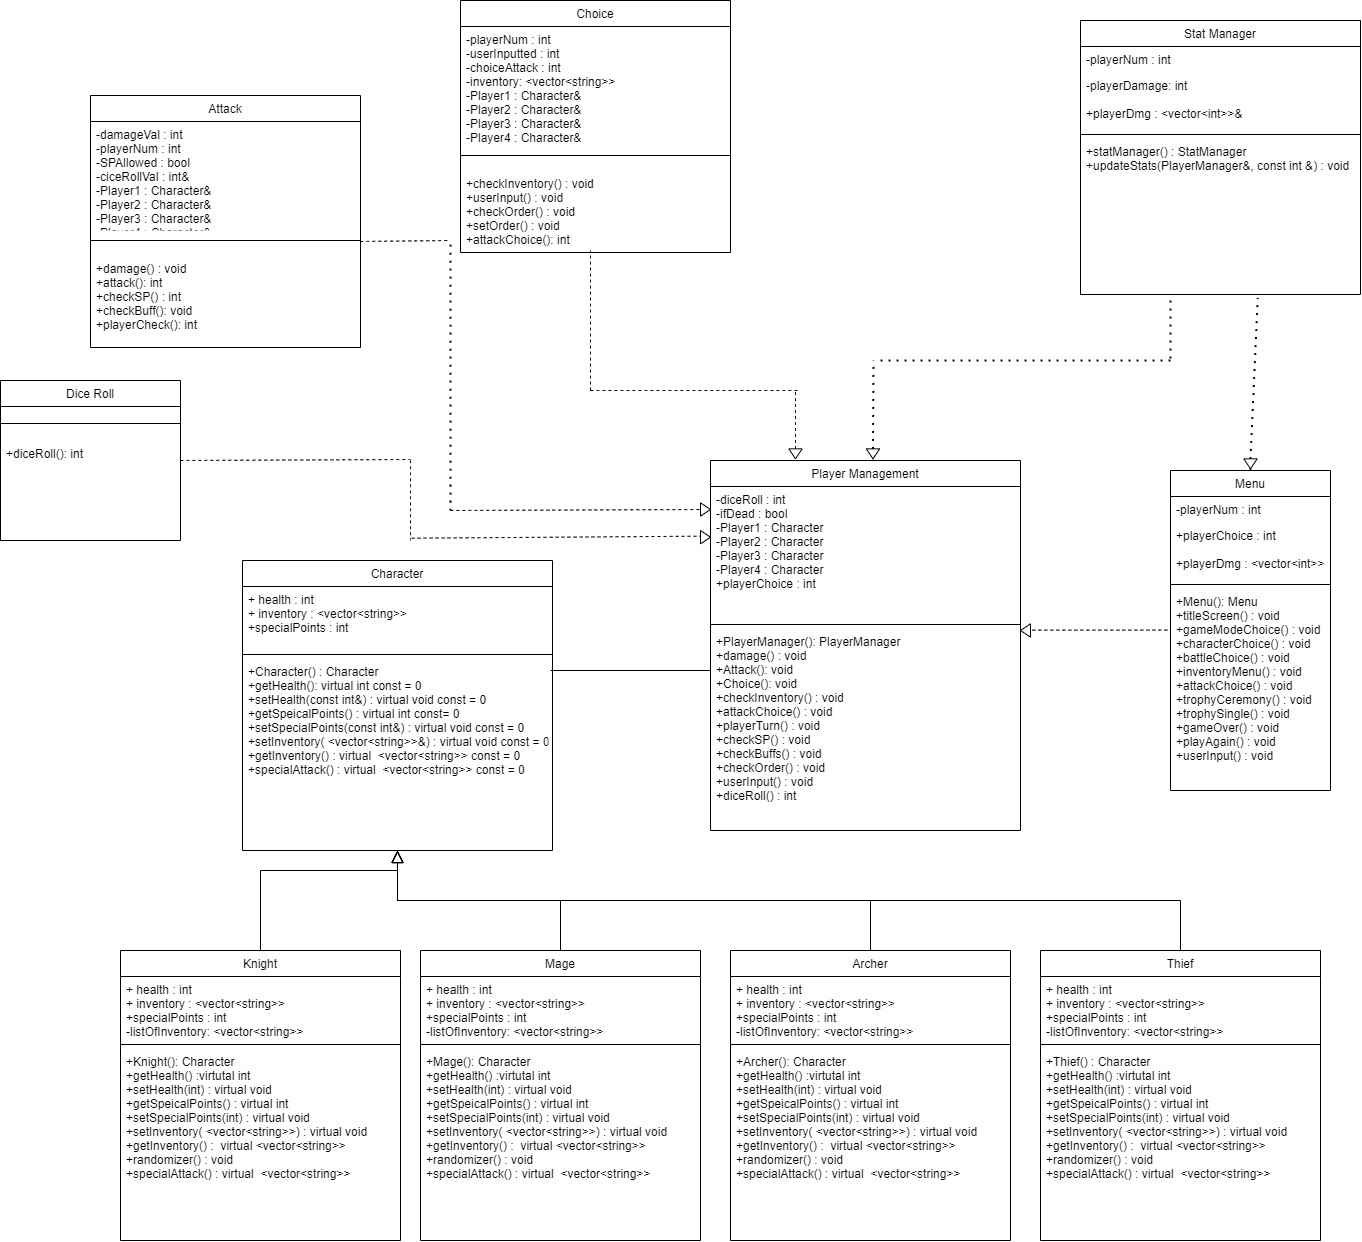 Choice
-playerNum : int
-userInputted : int
-choiceAttack : int
-inventory: <vector<string>>
-Player1 : Character&
-Player2 : Character&
-Player3 : Character&
-Player4 : Character&
+checkInventory() : void
+userInput() : void
+checkOrder() : void
+setOrder() : void
+attackChoice(): int
Stat Manager
-playerNum : int
-playerDamage: int
+playerDmg : <vector<int>>&
+statManager() : StatManager
+updateStats(PlayerManager&, const int &) : void
Attack
-damageVal : int
-playerNum : int
-SPAllowed : bool
-ciceRollVal : int&
-Player1 : Character&
-Player2 : Character&
-Player3 : Character&
-Player4 : Character&
+damage() : void
+attack(): int
+checkSP() : int
+checkBuff(): void
+playerCheck(): int
Dice Roll
+diceRoll(): int
Player Management
-diceRoll : int
-ifDead : bool
-Player1 : Character
-Player2 : Character
-Player3 : Character
-Player4 : Character
+playerChoice : int
+PlayerManager(): PlayerManager
+damage() : void
+Attack(): void
+Choice(): void
+checkInventory() : void
+attackChoice() : void
+playerTurn() : void
+checkSP() : void
+checkBuffs() : void
+checkOrder() : void
+userInput() : void
+diceRoll() : int
Menu
-playerNum : int
+playerChoice : int
+playerDmg : <vector<int>>
+Menu(): Menu
+titleScreen() : void
+gameModeChoice() : void
+characterChoice() : void
+battleChoice() : void
+inventoryMenu() : void
+attackChoice() : void
+trophyCeremony() : void
+trophySingle() : void
+gameOver() : void
+playAgain() : void
+userInput() : void
Character
+ health : int
+ inventory : <vector<string>>
+specialPoints : int
+Character() : Character
+getHealth(): virtual int const = 0
+setHealth(const int&) : virtual void const = 0
+getSpeicalPoints() : virtual int const= 0
+setSpecialPoints(const int&) : virtual void const = 0
+setInventory( <vector<string>>&) : virtual void const = 0
+getInventory() : virtual  <vector<string>> const = 0
+specialAttack() : virtual  <vector<string>> const = 0
Knight
+ health : int
+ inventory : <vector<string>>
+specialPoints : int
-listOfInventory: <vector<string>>
+Knight(): Character
+getHealth() :virtutal int
+setHealth(int) : virtual void
+getSpeicalPoints() : virtual int
+setSpecialPoints(int) : virtual void
+setInventory( <vector<string>>) : virtual void
+getInventory() :  virtual <vector<string>>
+randomizer() : void
+specialAttack() : virtual  <vector<string>>
Mage
+ health : int
+ inventory : <vector<string>>
+specialPoints : int
-listOfInventory: <vector<string>>
+Mage(): Character
+getHealth() :virtutal int
+setHealth(int) : virtual void
+getSpeicalPoints() : virtual int
+setSpecialPoints(int) : virtual void
+setInventory( <vector<string>>) : virtual void
+getInventory() :  virtual <vector<string>>
+randomizer() : void
+specialAttack() : virtual  <vector<string>>
Archer
+ health : int
+ inventory : <vector<string>>
+specialPoints : int
-listOfInventory: <vector<string>>
+Archer(): Character
+getHealth() :virtutal int
+setHealth(int) : virtual void
+getSpeicalPoints() : virtual int
+setSpecialPoints(int) : virtual void
+setInventory( <vector<string>>) : virtual void
+getInventory() :  virtual <vector<string>>
+randomizer() : void
+specialAttack() : virtual  <vector<string>>
Thief
+ health : int
+ inventory : <vector<string>>
+specialPoints : int
-listOfInventory: <vector<string>>
+Thief() : Character
+getHealth() :virtutal int
+setHealth(int) : virtual void
+getSpeicalPoints() : virtual int
+setSpecialPoints(int) : virtual void
+setInventory( <vector<string>>) : virtual void
+getInventory() :  virtual <vector<string>>
+randomizer() : void
+specialAttack() : virtual  <vector<string>>